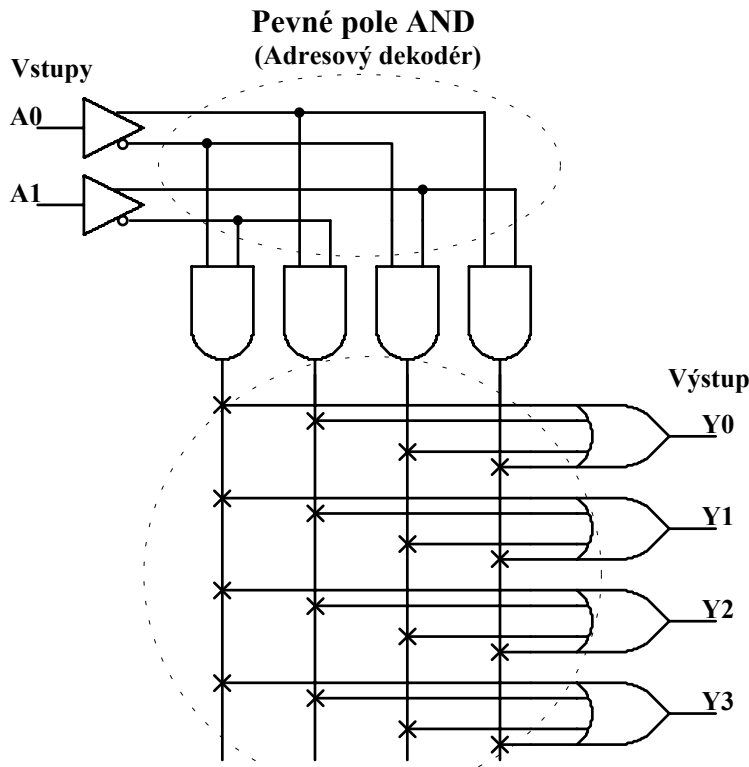 Pevné pole AND
(Adresový dekodér)
Vstupy
A0
A1
Výstup
Y0
Y1
Y2
Y3